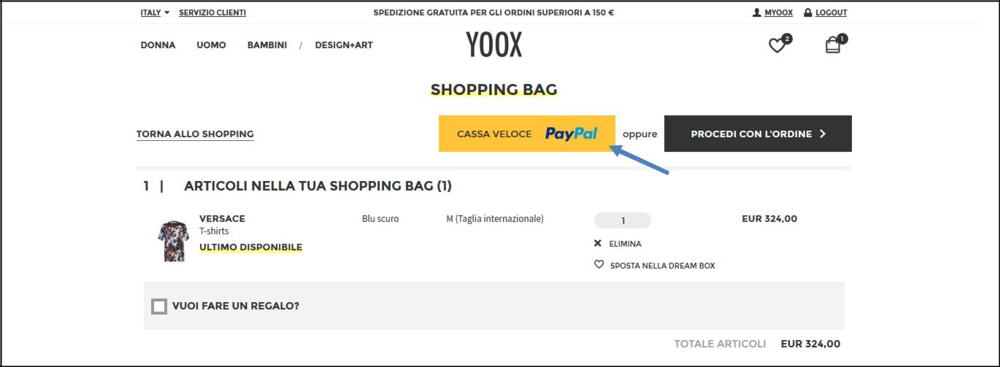 ITALY SERVIZIO CLIENTI SPEDIZIONE GRATUITA PER GLI ORDINI SUPERIORI A 150 € MYOOX LOGOUT
DONNA UOMO BAMBINI / DESIGN+ART YOOX 2 1
SHOPPING BAG
TORNA ALLO SHOPPING CASSA VELOCE PayPal oppure PROCEDI CON L'ORDINE
1 | ARTICOLI NELLA TUA SHOPPING BAG (1)
VERSACE Blu scuro M (Taglia internazionale) 1 EUR 324,00
T-shirts
ULTIMO DISPONIBILE ELIMINA
SPOSTA NELLA DREAM BOX
VUOI FARE UN REGALO?
TOTALE ARTICOLI EUR 324,00